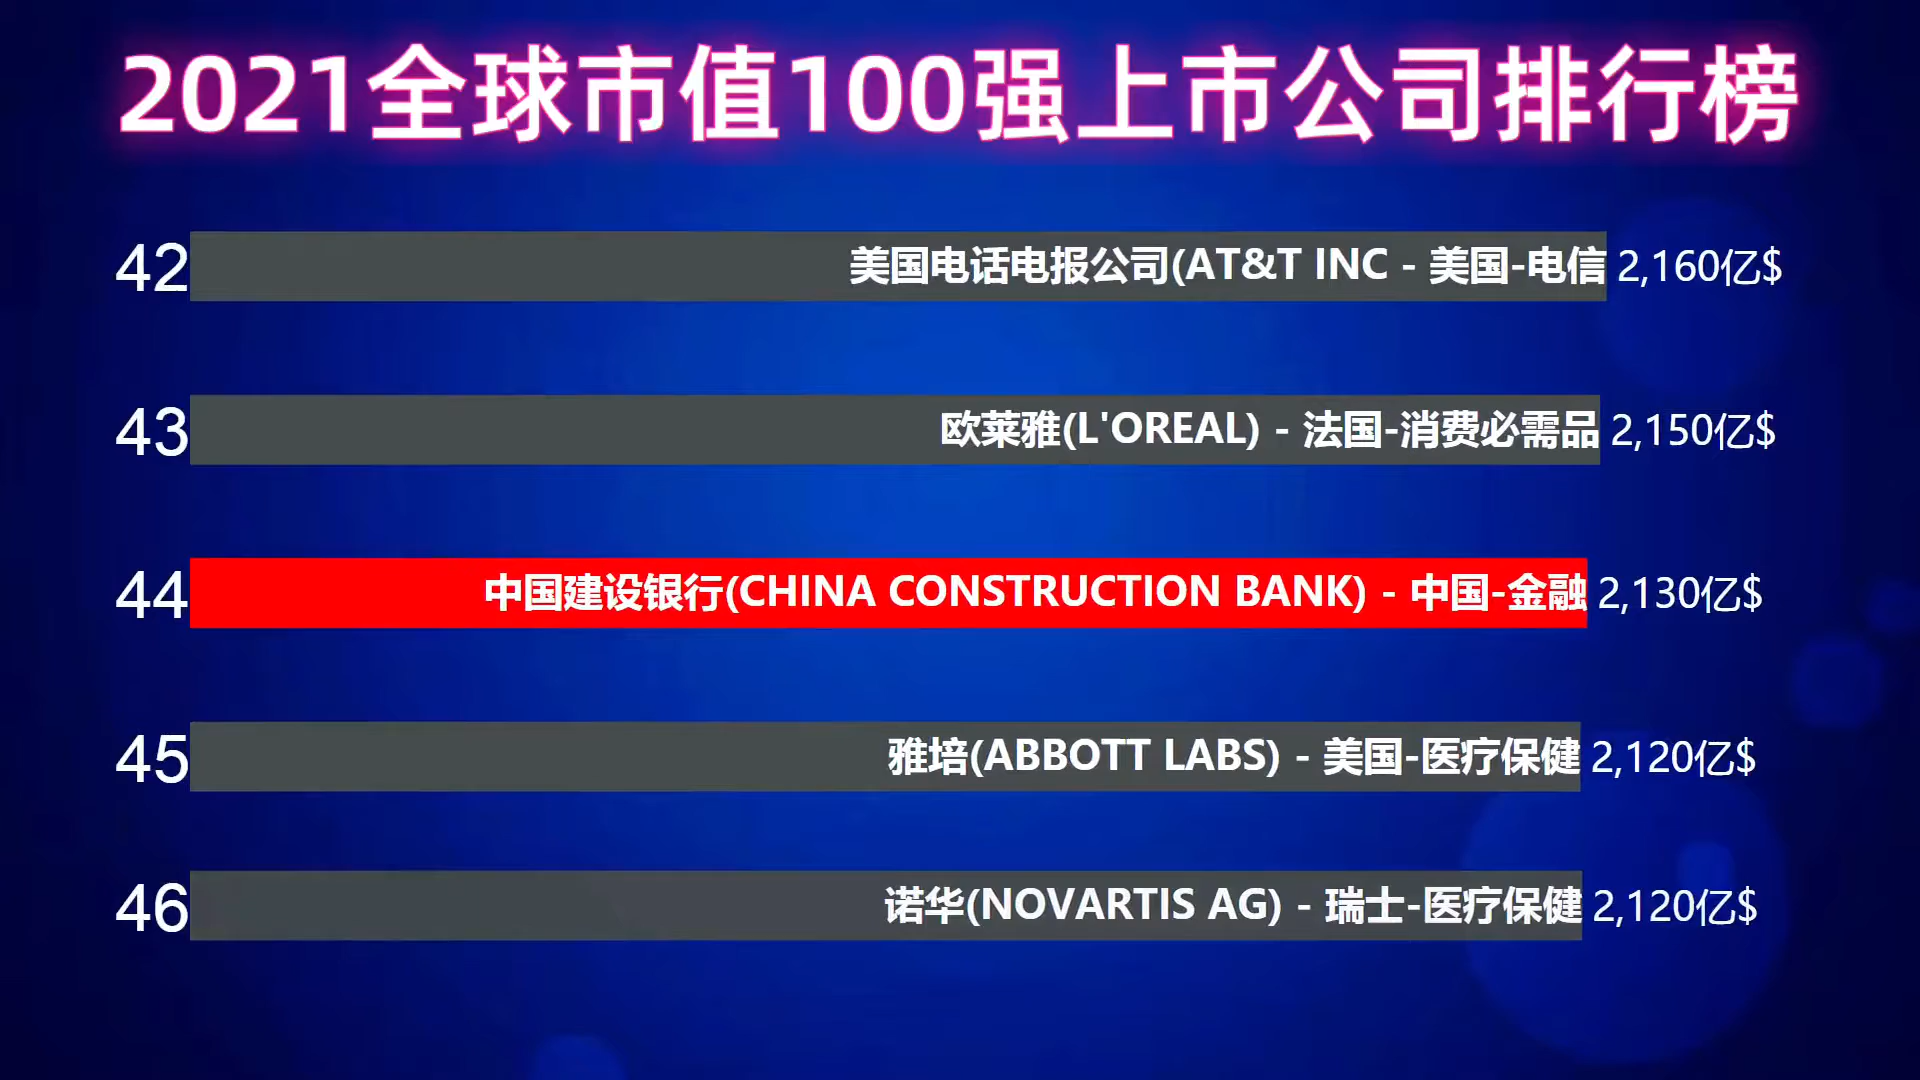 2021全球市值100强上市公司排行榜
42 美国电话电报公司(AT&T INC - 美国-电信 2,160亿$
43 欧莱雅(L'OREAL) - 法国-消费必需品 2,150亿$
44 中国建设银行(CHINA CONSTRUCTION BANK) - 中国-金融 2,130亿$
45 雅培(ABBOTT LABS) - 美国-医疗保健 2,120亿$
46 诺华(NOVARTIS AG) - 瑞士-医疗保健 2,120亿$